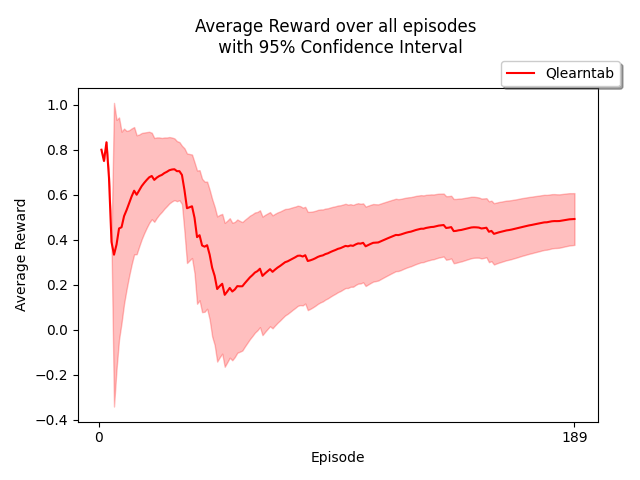 Average Reward over all episodes
with 95% Confidence Interval
Qlearntab
1.0
0.8
0.6
0.4
0.2
0.0
−0.2
−0.4
Average Reward
0
189
Episode